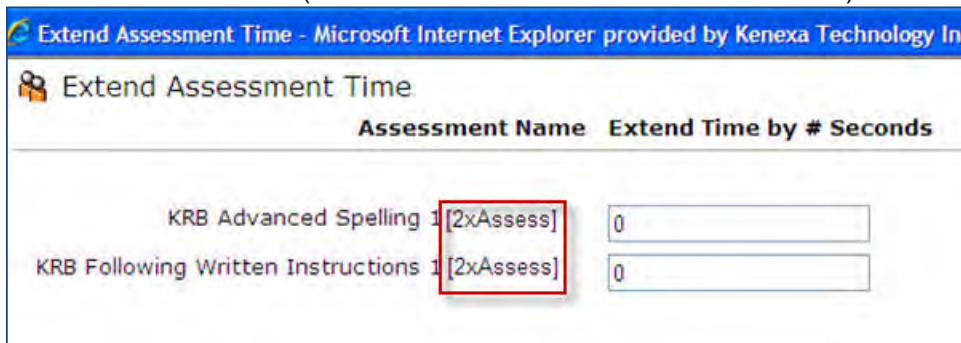 Extend Assessment Time - Microsoft Internet Explorer provided by Kenexa Technology In
Extend Assessment Time
Assessment Name Extend Time by # Seconds
KRB Advanced Spelling 1 [2xAssess] 0
KRB Following Written Instructions 1 [2xAssess] 0